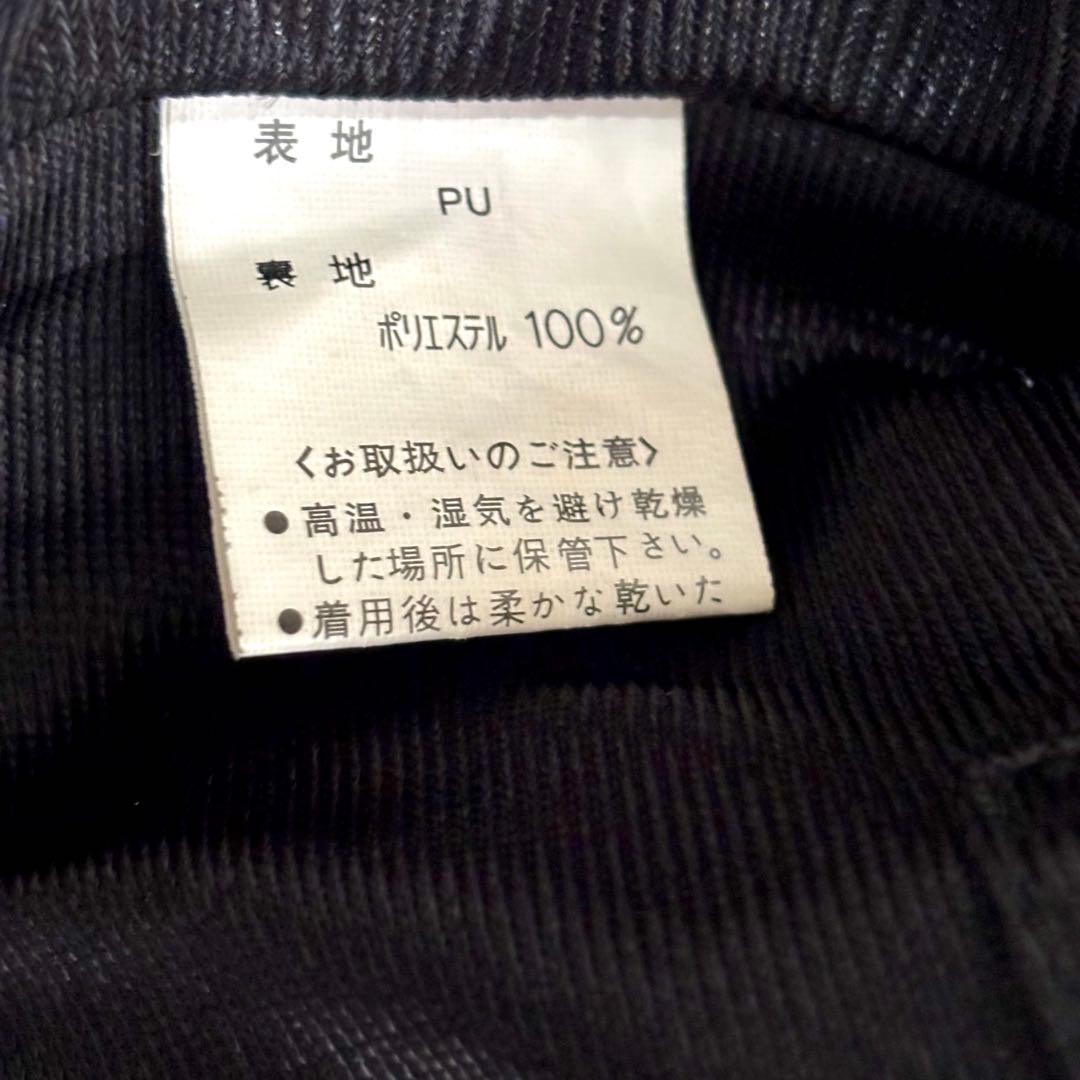 表地
PU
裏地
ポリエステル 100%
〈お取扱いのご注意〉
●高温・湿気を避け乾燥
した場所に保管下さい。
●着用後は柔かな乾いた